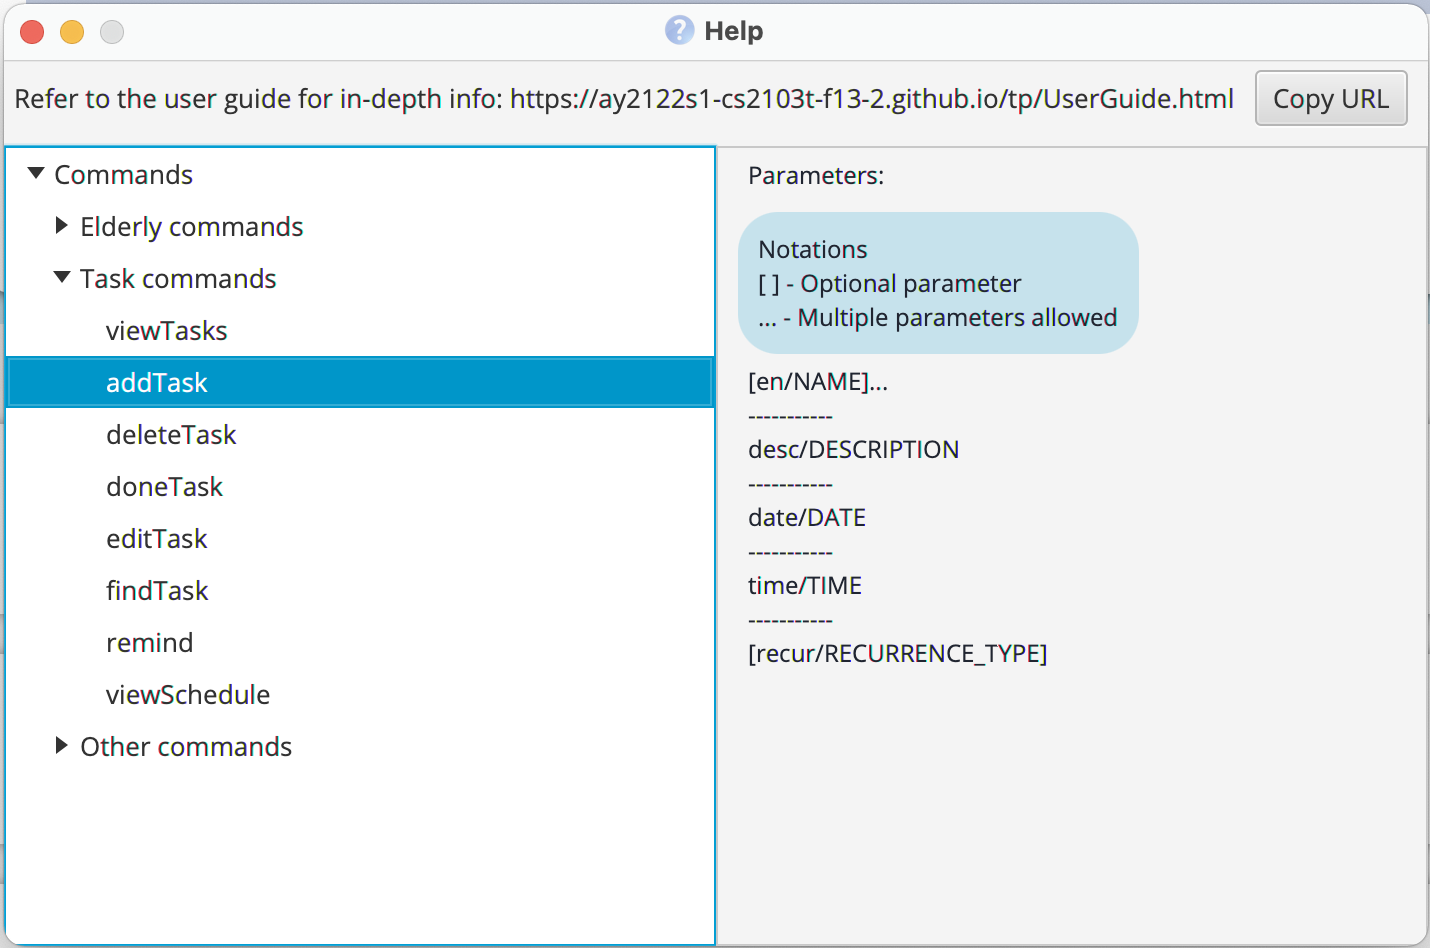 Help
Refer to the user guide for in-depth info: https://ay2122s1-cs2103t-f13-2.github.io/tp/UserGuide.html
Copy URL
Commands
Elderly commands
Task commands
viewTasks
addTask
deleteTask
doneTask
editTask
findTask
remind
viewSchedule
Other commands
Parameters:
Notations
[ ] - Optional parameter
... - Multiple parameters allowed
[en/NAME]...
-----------
desc/DESCRIPTION
-----------
date/DATE
-----------
time/TIME
-----------
[recur/RECURRENCE_TYPE]